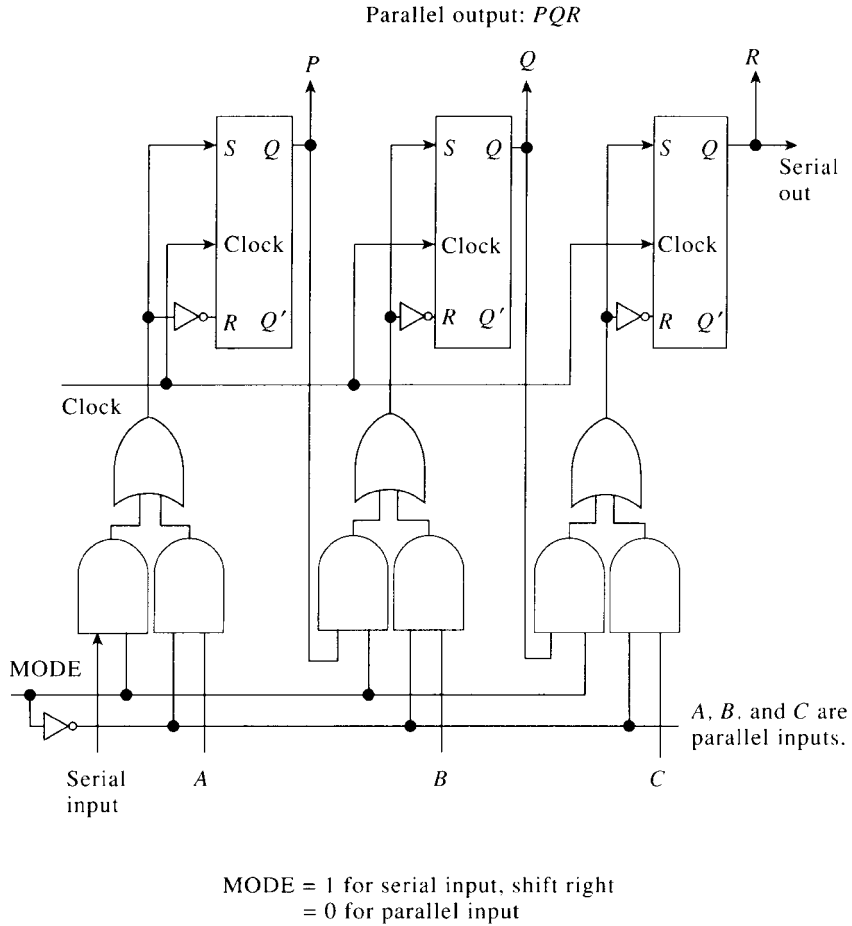 Parallel output: PQR
P
Q
R
S Q
S Q
S Q
Serial
out
Clock
Clock
Clock
R Q'
R Q'
R Q'
Clock
MODE
A, B. and C are
parallel inputs.
Serial
input
A
B
C
MODE = 1 for serial input, shift right
= 0 for parallel input